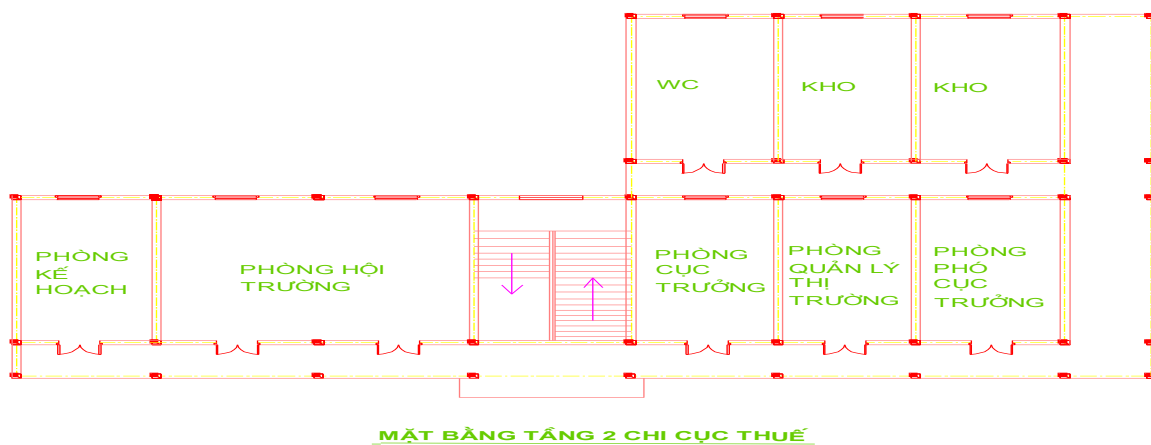 WC
KHO
KHO
PHÒNG
KẾ
HOẠCH
PHÒNG HỘI
TRƯỜNG
PHÒNG
CỤC
TRƯỞNG
PHÒNG
QUẢN LÝ
THỊ
TRƯỜNG
PHÒNG
PHÓ
CỤC
TRƯỞNG
MẶT BẰNG TẦNG 2 CHI CỤC THUẾ